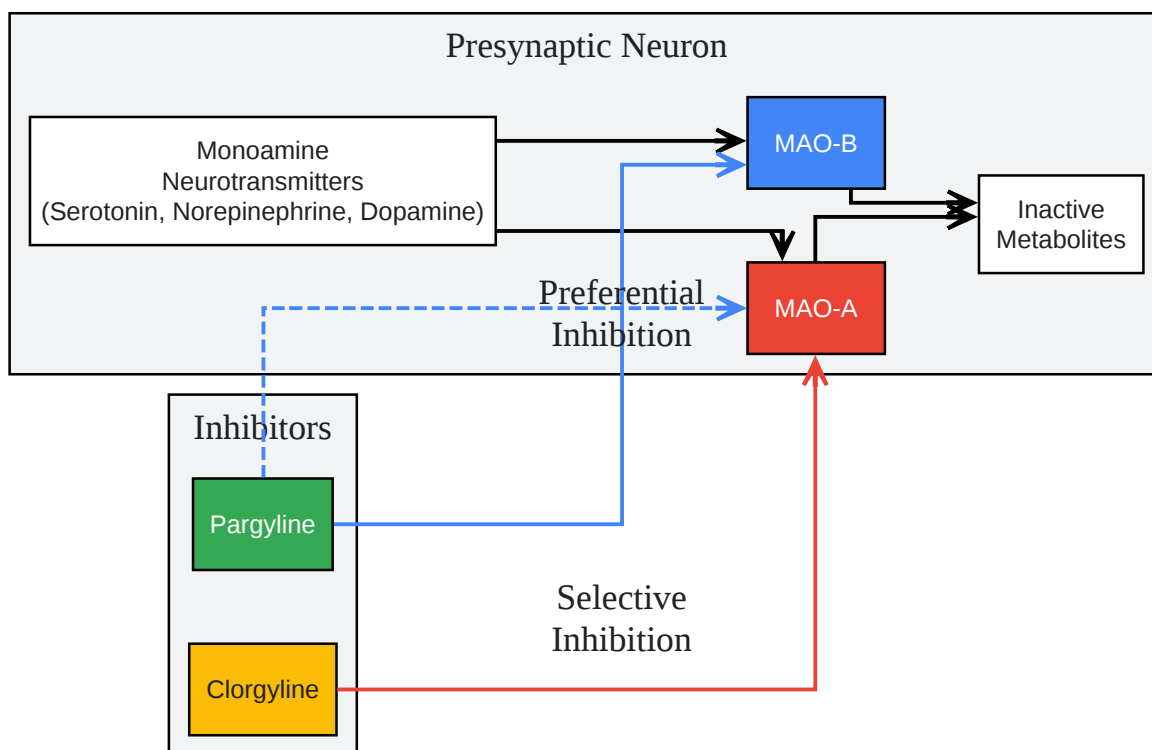 Presynaptic Neuron
Monoamine
Neurotransmitters
(Serotonin, Norepinephrine, Dopamine)
MAO-B
Inactive
Metabolites
MAO-A
Preferential
Inhibition
Inhibitors
Pargyline
Selective
Inhibition
Clorgyline